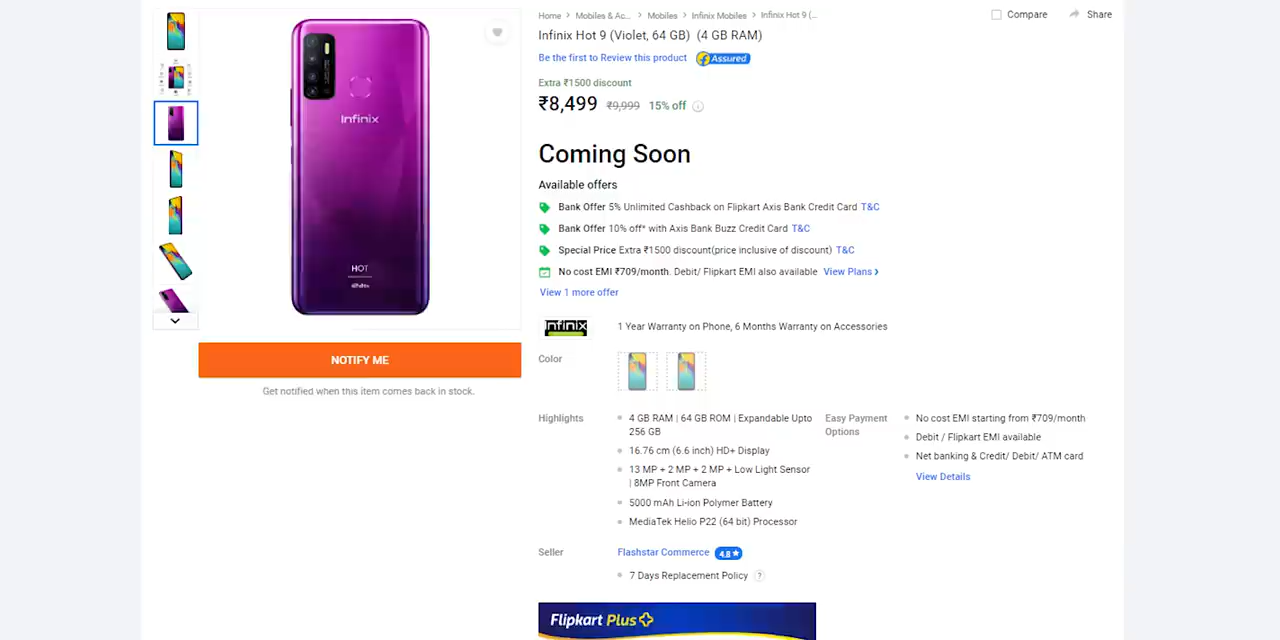 Home > Mobiles & Ac... > Mobiles > Infinix Mobiles > Infinix Hot 9 (...
Compare
Share
Infinix Hot 9 (Violet, 64 GB) (4 GB RAM)
Be the first to Review this product
Assured
Extra ₹1500 discount
₹8,499 ₹9,999 15% off
Coming Soon
Available offers
Bank Offer 5% Unlimited Cashback on Flipkart Axis Bank Credit Card T&C
Bank Offer 10% off* with Axis Bank Buzz Credit Card T&C
Special Price Extra ₹1500 discount(price inclusive of discount) T&C
No cost EMI ₹709/month. Debit/ Flipkart EMI also available View Plans >
View 1 more offer
Infinix
HOT
Infinix
NOTIFY ME
Get notified when this item comes back in stock.
Infinix
1 Year Warranty on Phone, 6 Months Warranty on Accessories
Color
Highlights
4 GB RAM | 64 GB ROM | Expandable Upto
256 GB
16.76 cm (6.6 inch) HD+ Display
13 MP + 2 MP + 2 MP + Low Light Sensor
| 8MP Front Camera
5000 mAh Li-ion Polymer Battery
MediaTek Helio P22 (64 bit) Processor
Easy Payment
Options
No cost EMI starting from ₹709/month
Debit / Flipkart EMI available
Net banking & Credit/ Debit/ ATM card
View Details
Seller
Flashstar Commerce 4.8★
7 Days Replacement Policy ?
Flipkart Plus